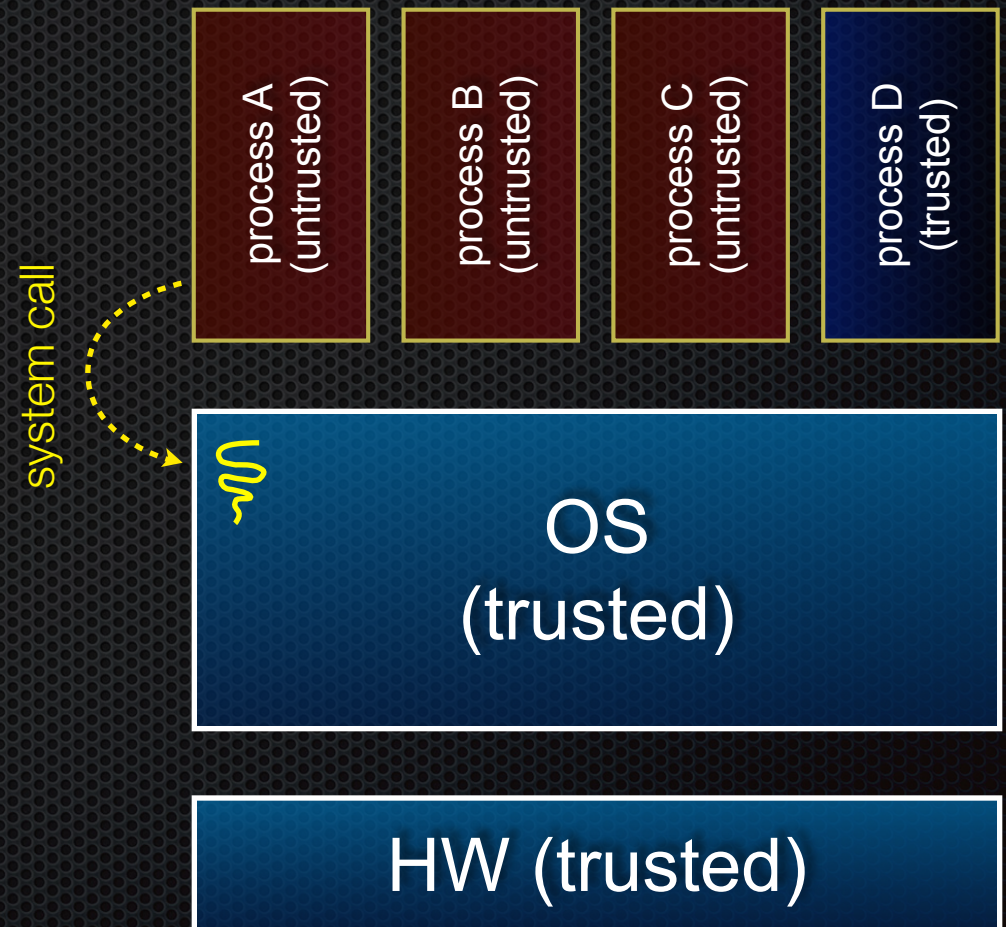 process A
(untrusted)
process B
(untrusted)
process C
(untrusted)
process D
(trusted)
system call
OS
(trusted)
HW (trusted)